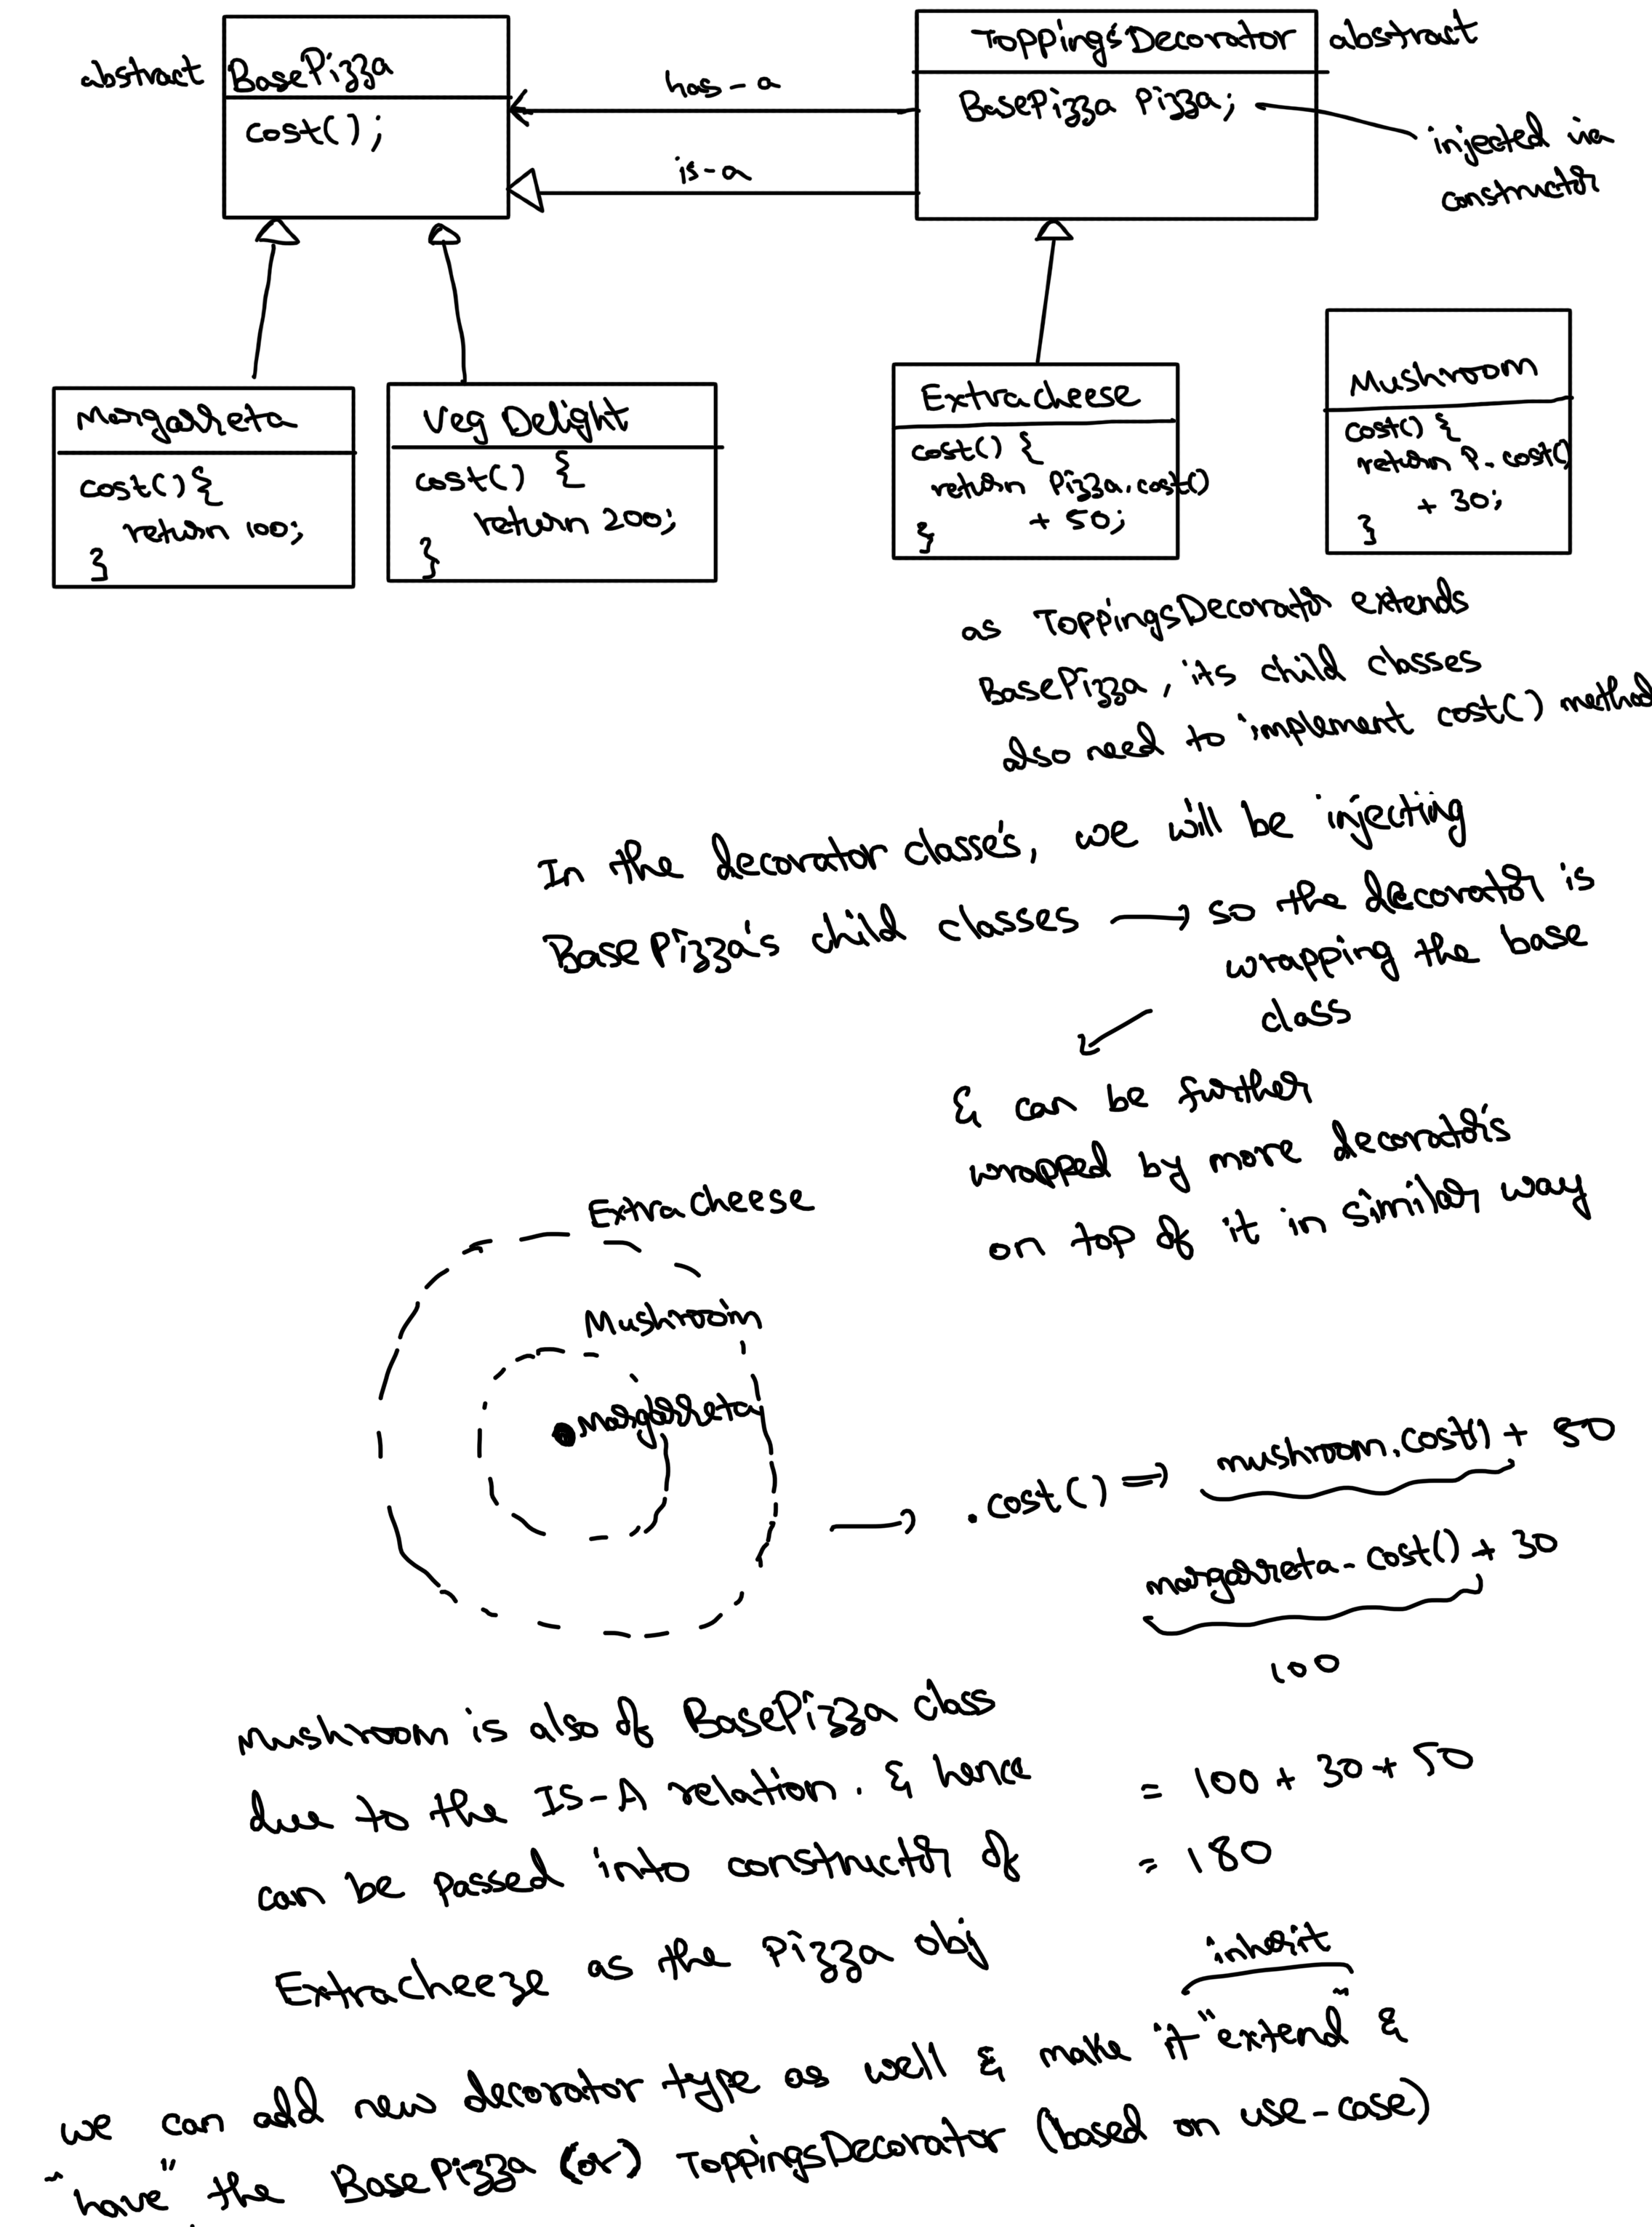 abstract
BasePizza
cost();
has-a
is-a
ToppingsDecorator
abstract
BasePizza pizza;
injected via
constructor
Margarreta
cost(){
return 100;
}
Veg Delight
cost() {
return 200;
}
Extracheese
cost() {
return pizza.cost()
+ 50;
}
Mushroom
cost() {
return P.cost()
+ 30;
}
as ToppingsDecorator extends
BasePizza, its child classes
also need to implement cost() method
In the decorator classes, we will be injecting
BasePizza's child classes → so the decorator is
wrapping the base
class
& can be further
wrapped by more decorators
on top of it in similar way
Extracheese
Mushroom
margarreta
.cost() ⇒ mushroom.cost() + 50
margarreta.cost() + 30
100
= 100 + 30 + 50
= 180
Mushroom is also of BasePizza class
due to the IS-A relation. & hence
can be passed into constructor of
Extracheeze as the pizza obj
inherit
we can add new decorator type as well & make it "extend" &
"have" the BasePizza (or) ToppingsDecorator (based on use-case)